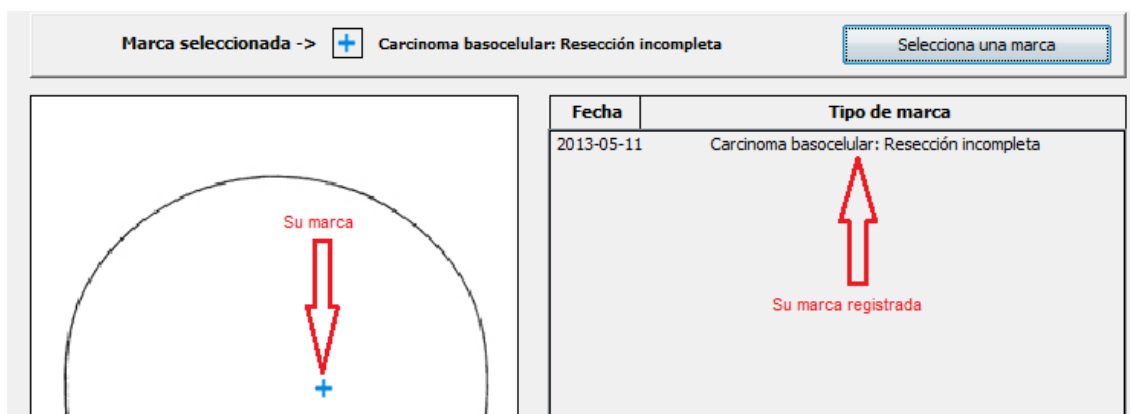 Marca seleccionada -> Carcinoma basocelular: Resección incompleta
Selecciona una marca
Fecha Tipo de marca
2013-05-11 Carcinoma basocelular: Resección incompleta
Su marca
Su marca registrada